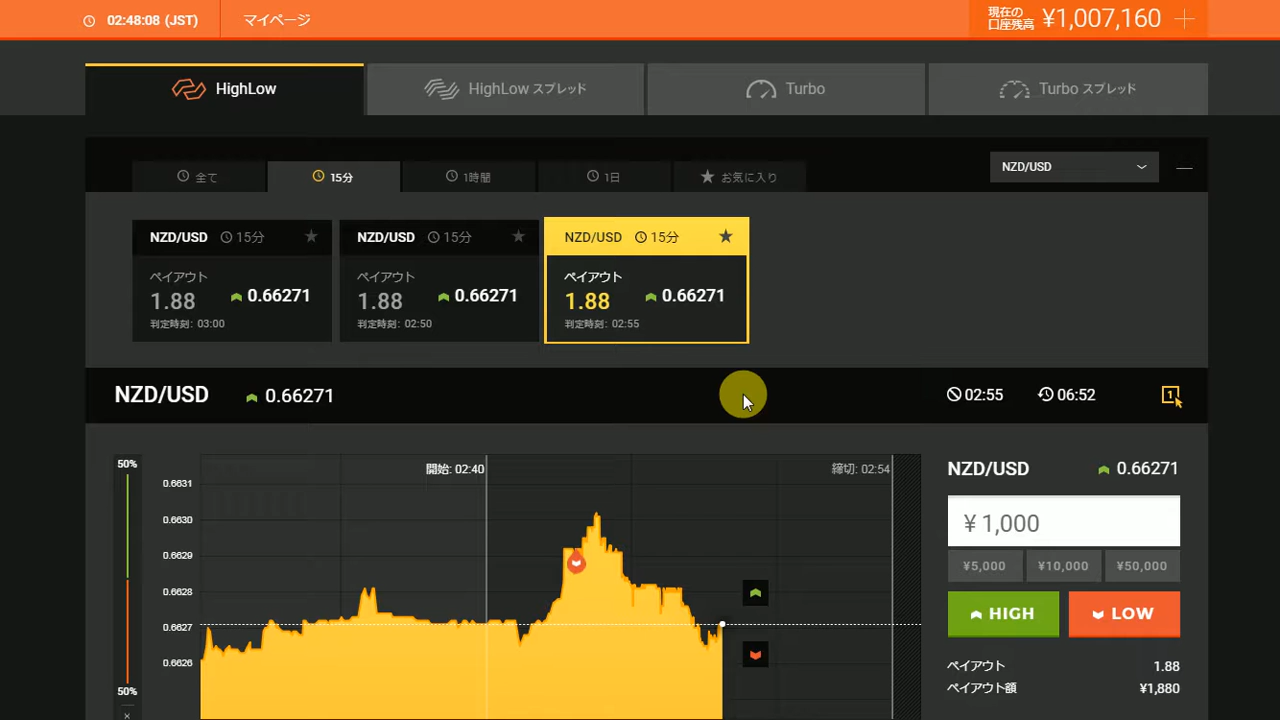 02:48:08 (JST)
マイページ
現在の
口座残高
¥1,007,160
HighLow
HighLow スプレッド
Turbo
Turbo スプレッド
全て
15分
1時間
1日
お気に入り
NZD/USD
NZD/USD 15分
ペイアウト
1.88 0.66271
判定時刻: 03:00
NZD/USD 15分
ペイアウト
1.88 0.66271
判定時刻: 02:50
NZD/USD 15分
ペイアウト
1.88 0.66271
判定時刻: 02:55
NZD/USD 0.66271
02:55
06:52
1
50%
50%
開始: 02:40
締切: 02:54
0.6631
0.6630
0.6629
0.6628
0.6627
0.6626
NZD/USD 0.66271
¥ 1,000
¥5,000
¥10,000
¥50,000
HIGH
LOW
ペイアウト 1.88
ペイアウト額 ¥1,880